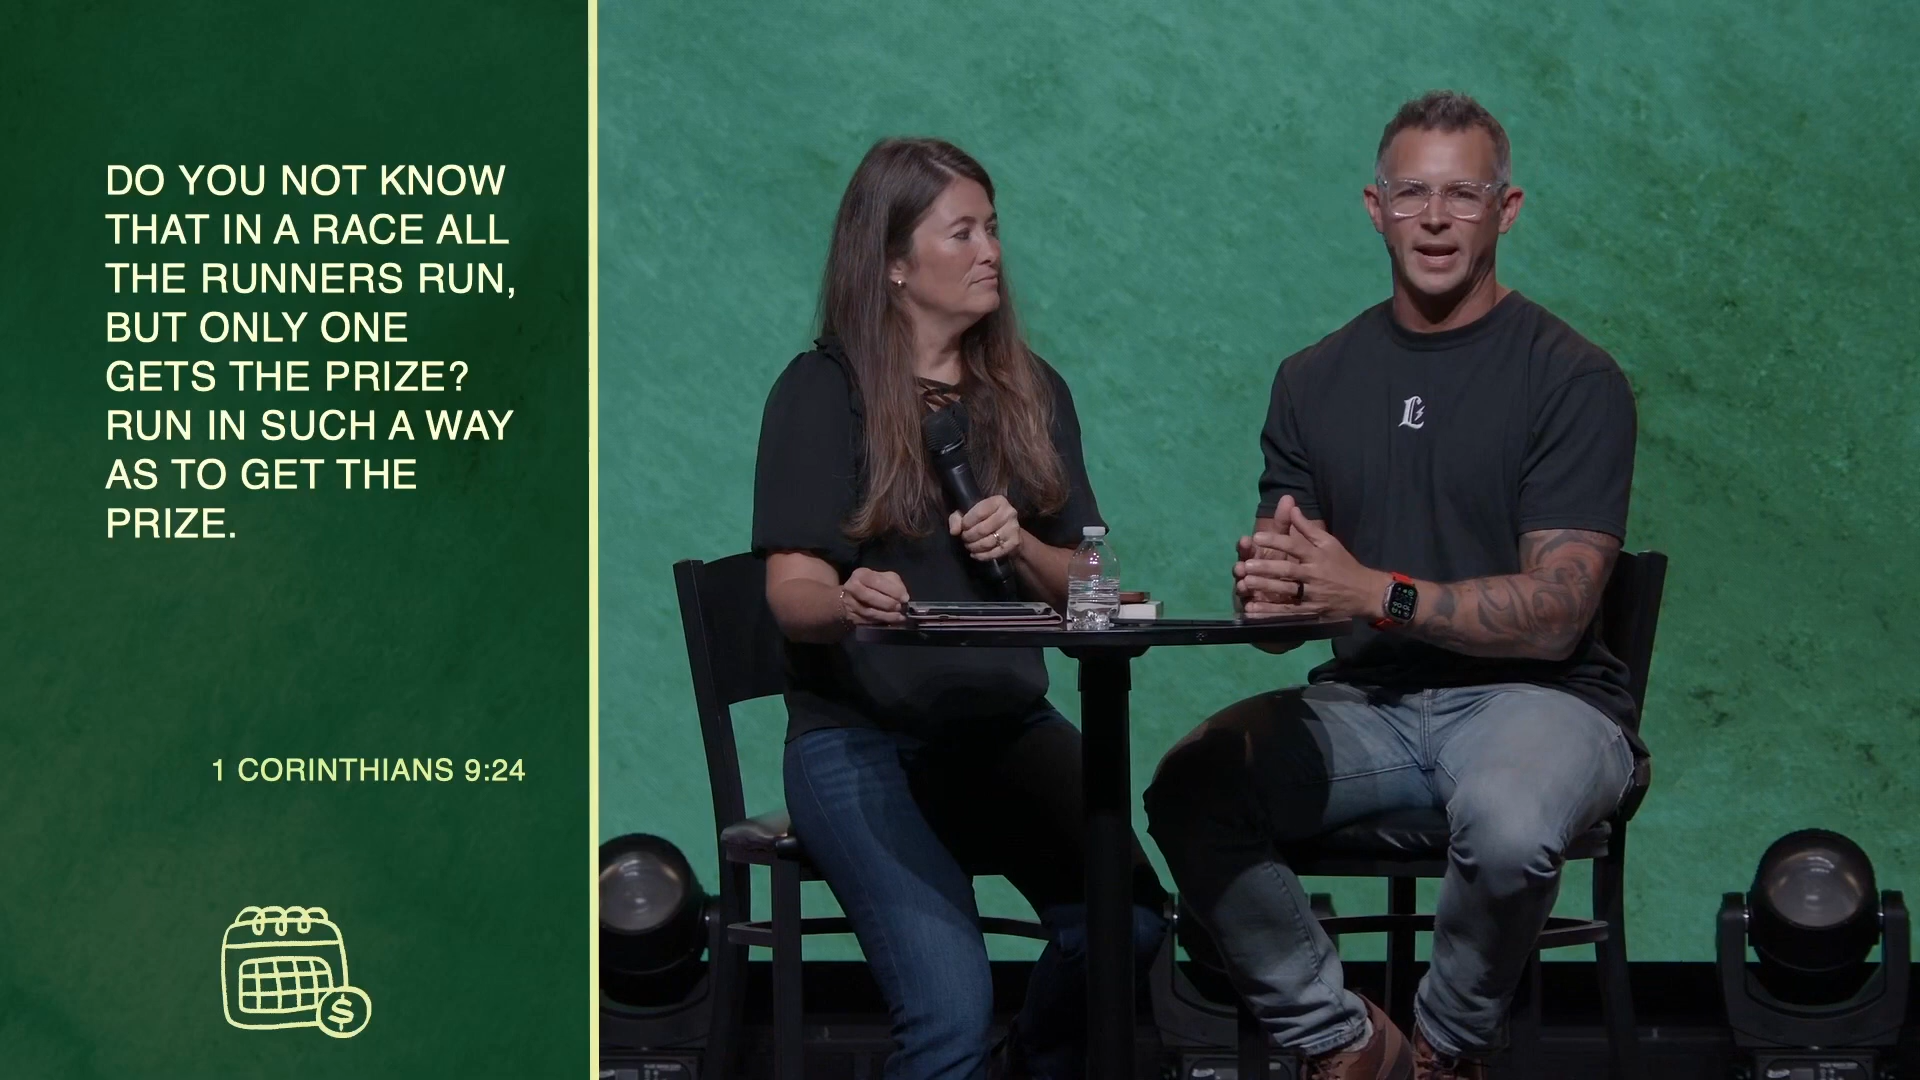 DO YOU NOT KNOW
THAT IN A RACE ALL
THE RUNNERS RUN,
BUT ONLY ONE
GETS THE PRIZE?
RUN IN SUCH A WAY
AS TO GET THE
PRIZE.
1 CORINTHIANS 9:24
$